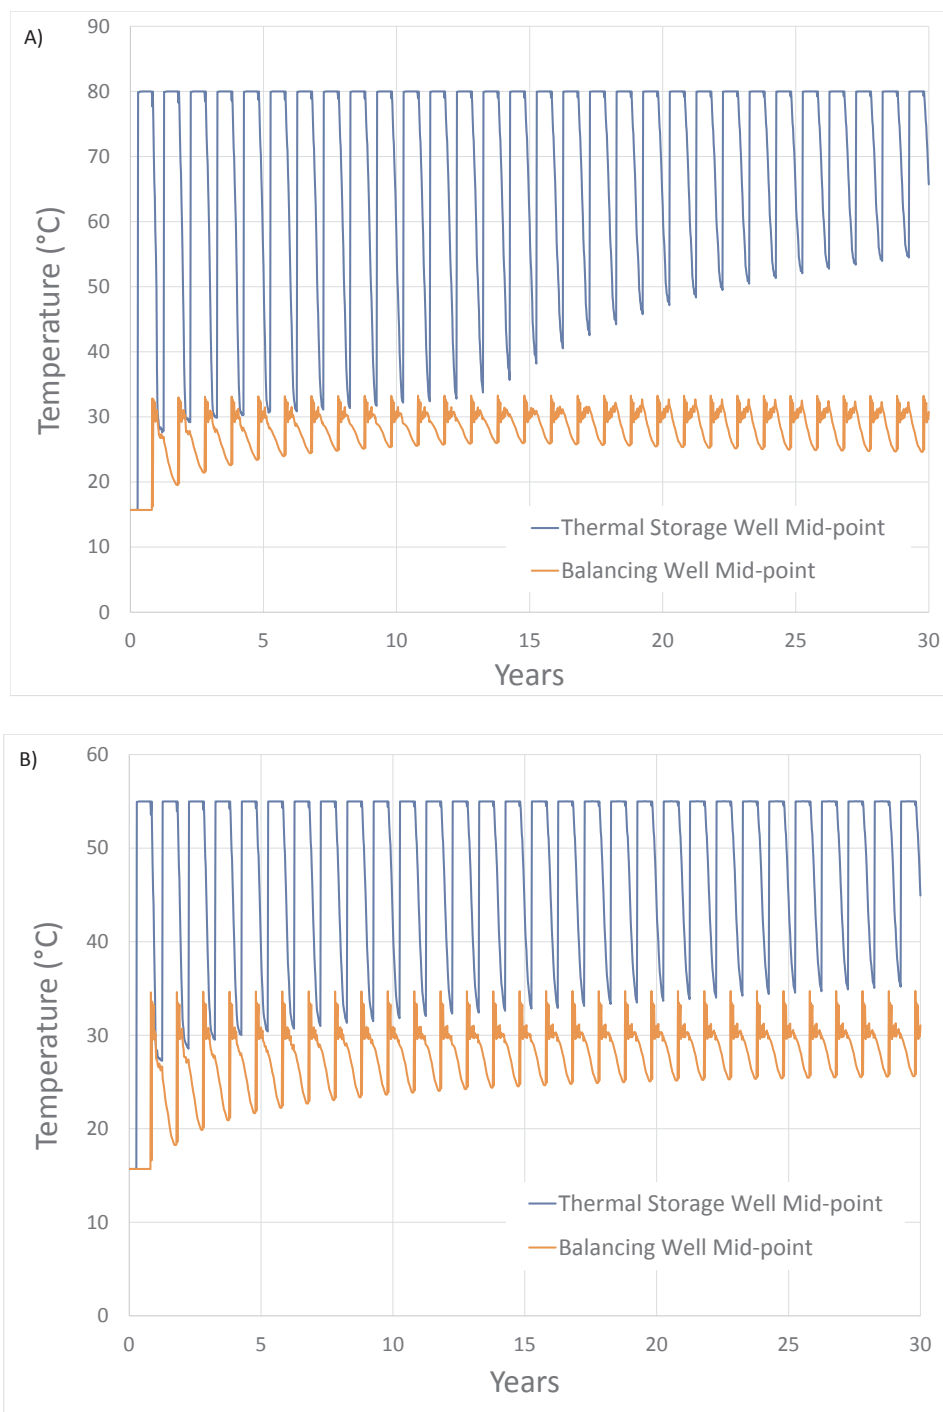 A)
90
80
70
60
50
40
30
20
10
0
Temperature (°C)
Thermal Storage Well Mid-point
Balancing Well Mid-point
0 5 10 15 20 25 30
Years
B)
60
50
40
30
20
10
0
Temperature (°C)
Thermal Storage Well Mid-point
Balancing Well Mid-point
0 5 10 15 20 25 30
Years